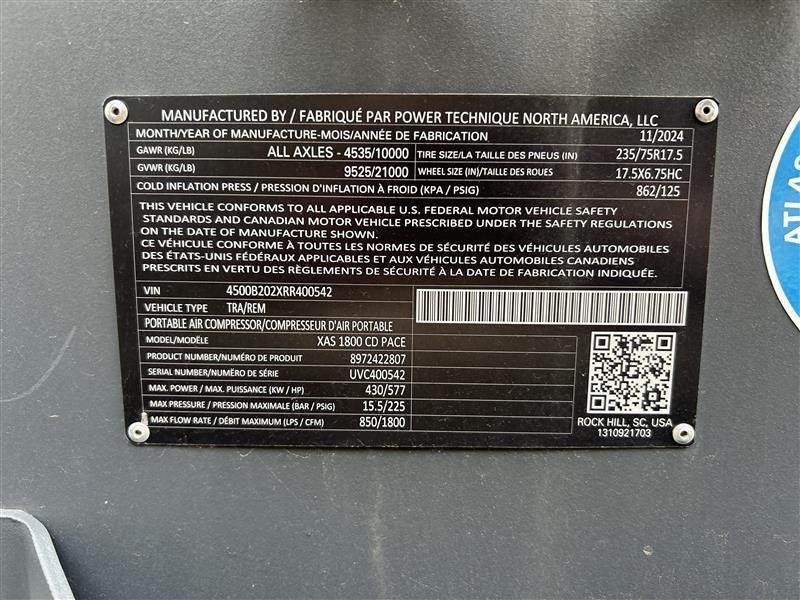 MANUFACTURED BY / FABRIQUÉ PAR POWER TECHNIQUE NORTH AMERICA, LLC
MONTH/YEAR OF MANUFACTURE-MOIS/ANNÉE DE FABRICATION 11/2024
GAWR (KG/LB) ALL AXLES - 4535/10000 TIRE SIZE/LA TAILLE DES PNEUS (IN) 235/75R17.5
GVWR (KG/LB) 9525/21000 WHEEL SIZE (IN)/TAILLE DES ROUES 17.5X6.75HC
COLD INFLATION PRESS / PRESSION D'INFLATION À FROID (KPA / PSIG) 862/125
THIS VEHICLE CONFORMS TO ALL APPLICABLE U.S. FEDERAL MOTOR VEHICLE SAFETY
STANDARDS AND CANADIAN MOTOR VEHICLE PRESCRIBED UNDER THE SAFETY REGULATIONS
ON THE DATE OF MANUFACTURE SHOWN.
CE VÉHICULE CONFORME À TOUTES LES NORMES DE SÉCURITÉ DES VÉHICULES AUTOMOBILES
DES ÉTATS-UNIS FÉDÉRAUX APPLICABLES ET AUX VÉHICULES AUTOMOBILES CANADIENS
PRESCRITS EN VERTU DES RÈGLEMENTS DE SÉCURITÉ À LA DATE DE FABRICATION INDIQUÉE.
VIN 4500B202XRR400542
VEHICLE TYPE TRA/REM
PORTABLE AIR COMPRESSOR/COMPRESSEUR D'AIR PORTABLE
MODEL/MODÈLE XAS 1800 CD PACE
PRODUCT NUMBER/NUMÉRO DE PRODUIT 8972422807
SERIAL NUMBER/NUMÉRO DE SÉRIE UVC400542
MAX. POWER / MAX. PUISSANCE (KW / HP) 430/577
MAX PRESSURE / PRESSION MAXIMALE (BAR / PSIG) 15.5/225
MAX FLOW RATE / DÉBIT MAXIMUM (LPS / CFM) 850/1800
ROCK HILL, SC, USA
1310921703